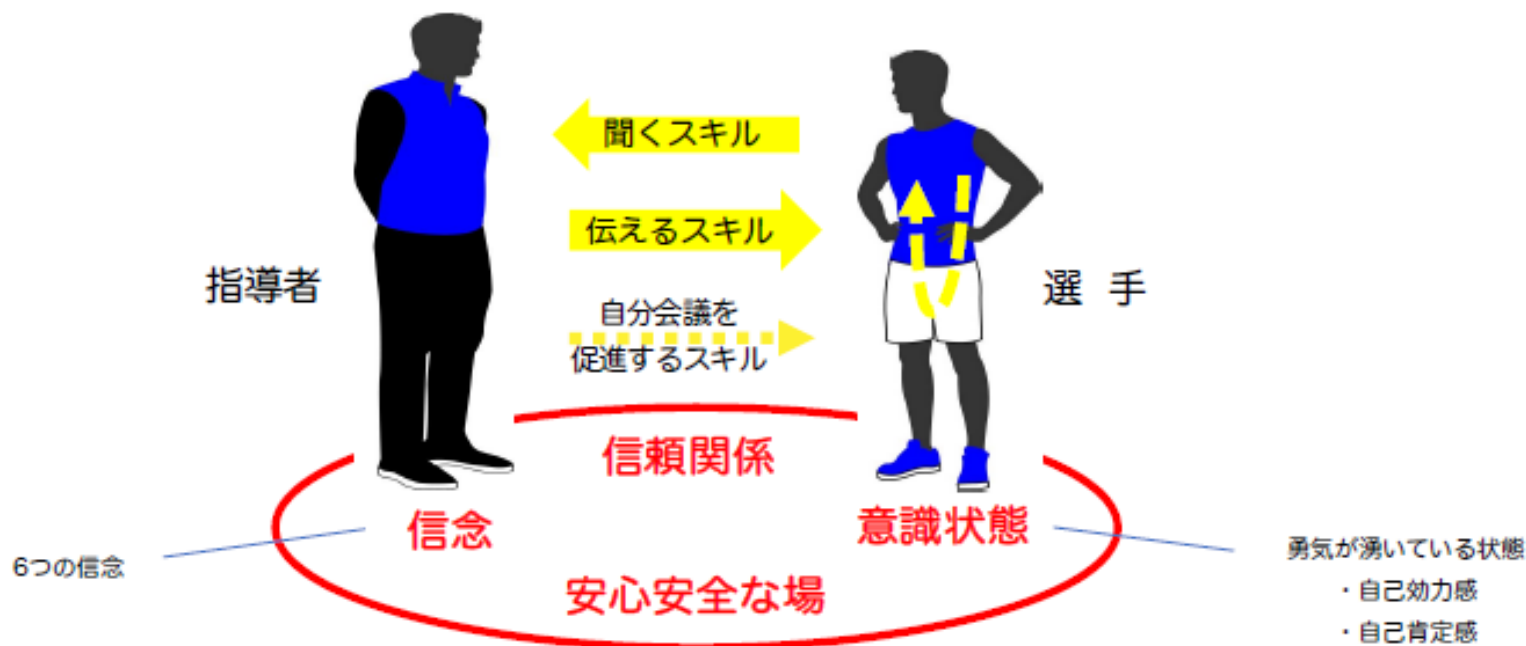 聞くスキル
伝えるスキル
指導者
選 手
自分会議を
促進するスキル
信頼関係
信念
意識状態
6つの信念
勇気が湧いている状態
・自己効力感
・自己肯定感
安心安全な場